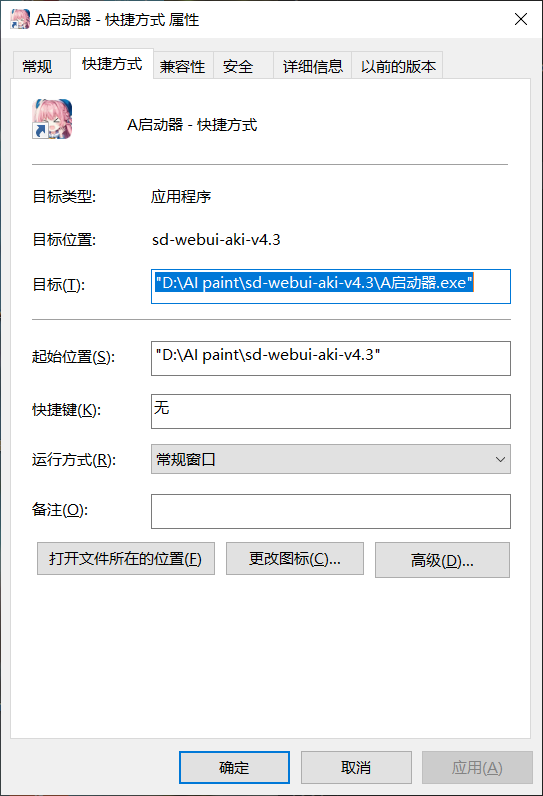 A启动器 - 快捷方式 属性
常规 快捷方式 兼容性 安全 详细信息 以前的版本
A启动器 - 快捷方式
目标类型: 应用程序
目标位置: sd-webui-aki-v4.3
目标(T): "D:\AI paint\sd-webui-aki-v4.3\A启动器.exe"
起始位置(S): "D:\AI paint\sd-webui-aki-v4.3"
快捷键(K): 无
运行方式(R): 常规窗口
备注(O):
打开文件所在的位置(F) 更改图标(C)... 高级(D)...
确定 取消 应用(A)